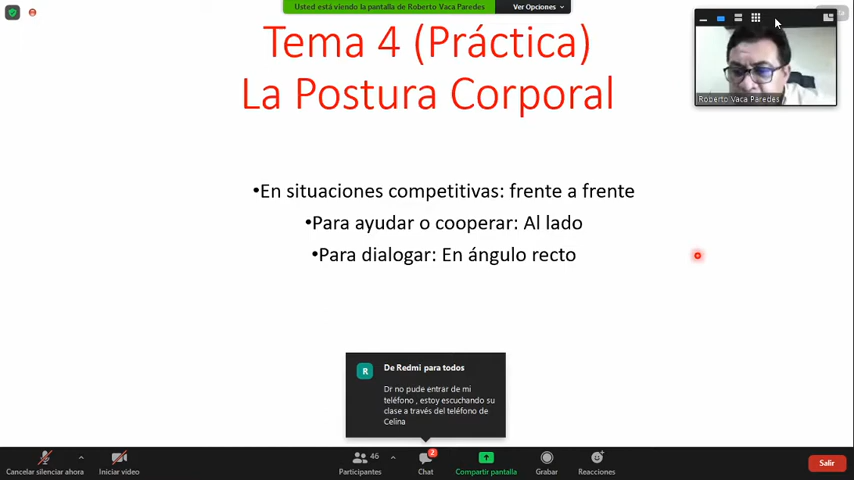 Usted está viendo la pantalla de Roberto Vaca Paredes
Ver Opciones
Tema 4 (Práctica)
La Postura Corporal
Roberto Vaca Paredes
•En situaciones competitivas: frente a frente
•Para ayudar o cooperar: Al lado
•Para dialogar: En ángulo recto
R
De Redmi para todos
Dr no pude entrar de mi
teléfono , estoy escuchando su
clase a través del teléfono de
Celina
46
2
Cancelar silenciar ahora
Iniciar video
Participantes
Chat
Compartir pantalla
Grabar
Reacciones
Salir